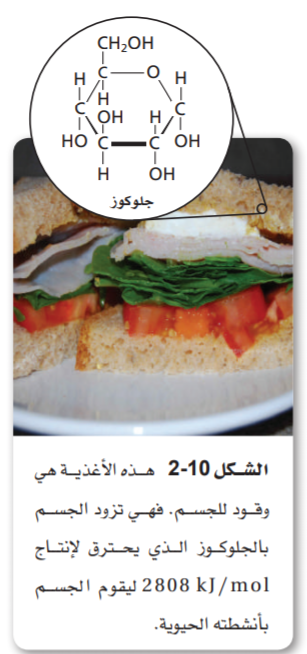 CH₂OH
C O
H H
H
C OH H C
HO C C OH
H OH
جلوكوز
الشكل 10-2 هذه الأغذية هي
وقود للجسم. فهي تزود الجسم
بالجلوكوز الذي يحترق لإنتاج
2808 kJ/mol ليقوم الجسم
بأنشطته الحيوية.